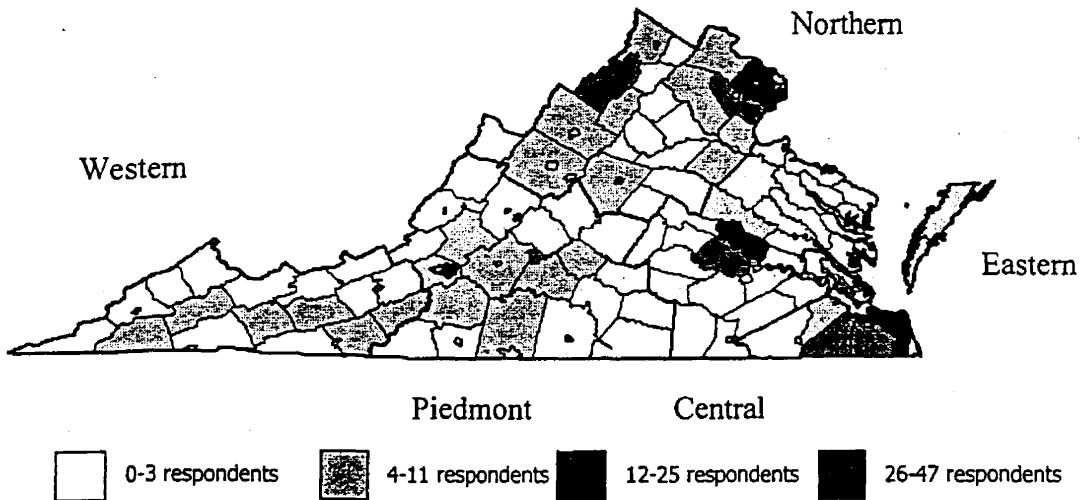 Northern
Western
Eastern
Piedmont
Central
0-3 respondents
4-11 respondents
12-25 respondents
26-47 respondents